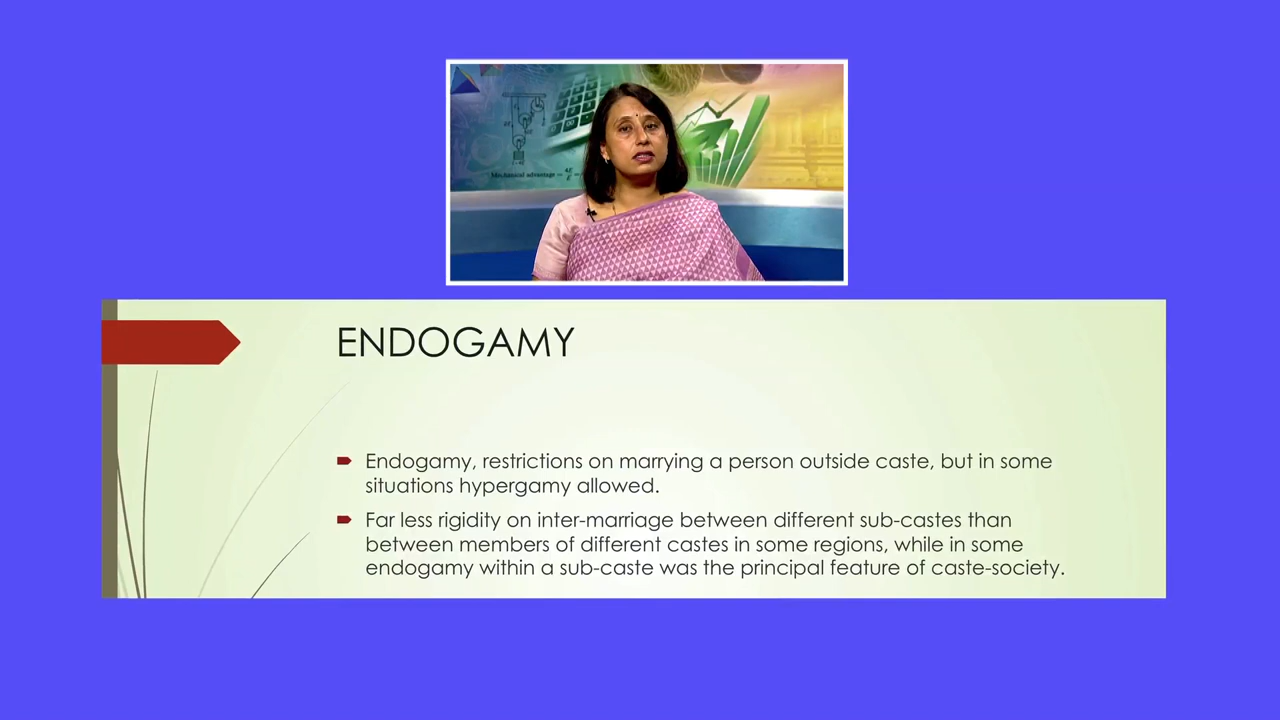 Mechanical advantage =
ENDOGAMY
Endogamy, restrictions on marrying a person outside caste, but in some
situations hypergamy allowed.
Far less rigidity on inter-marriage between different sub-castes than
between members of different castes in some regions, while in some
endogamy within a sub-caste was the principal feature of caste-society.